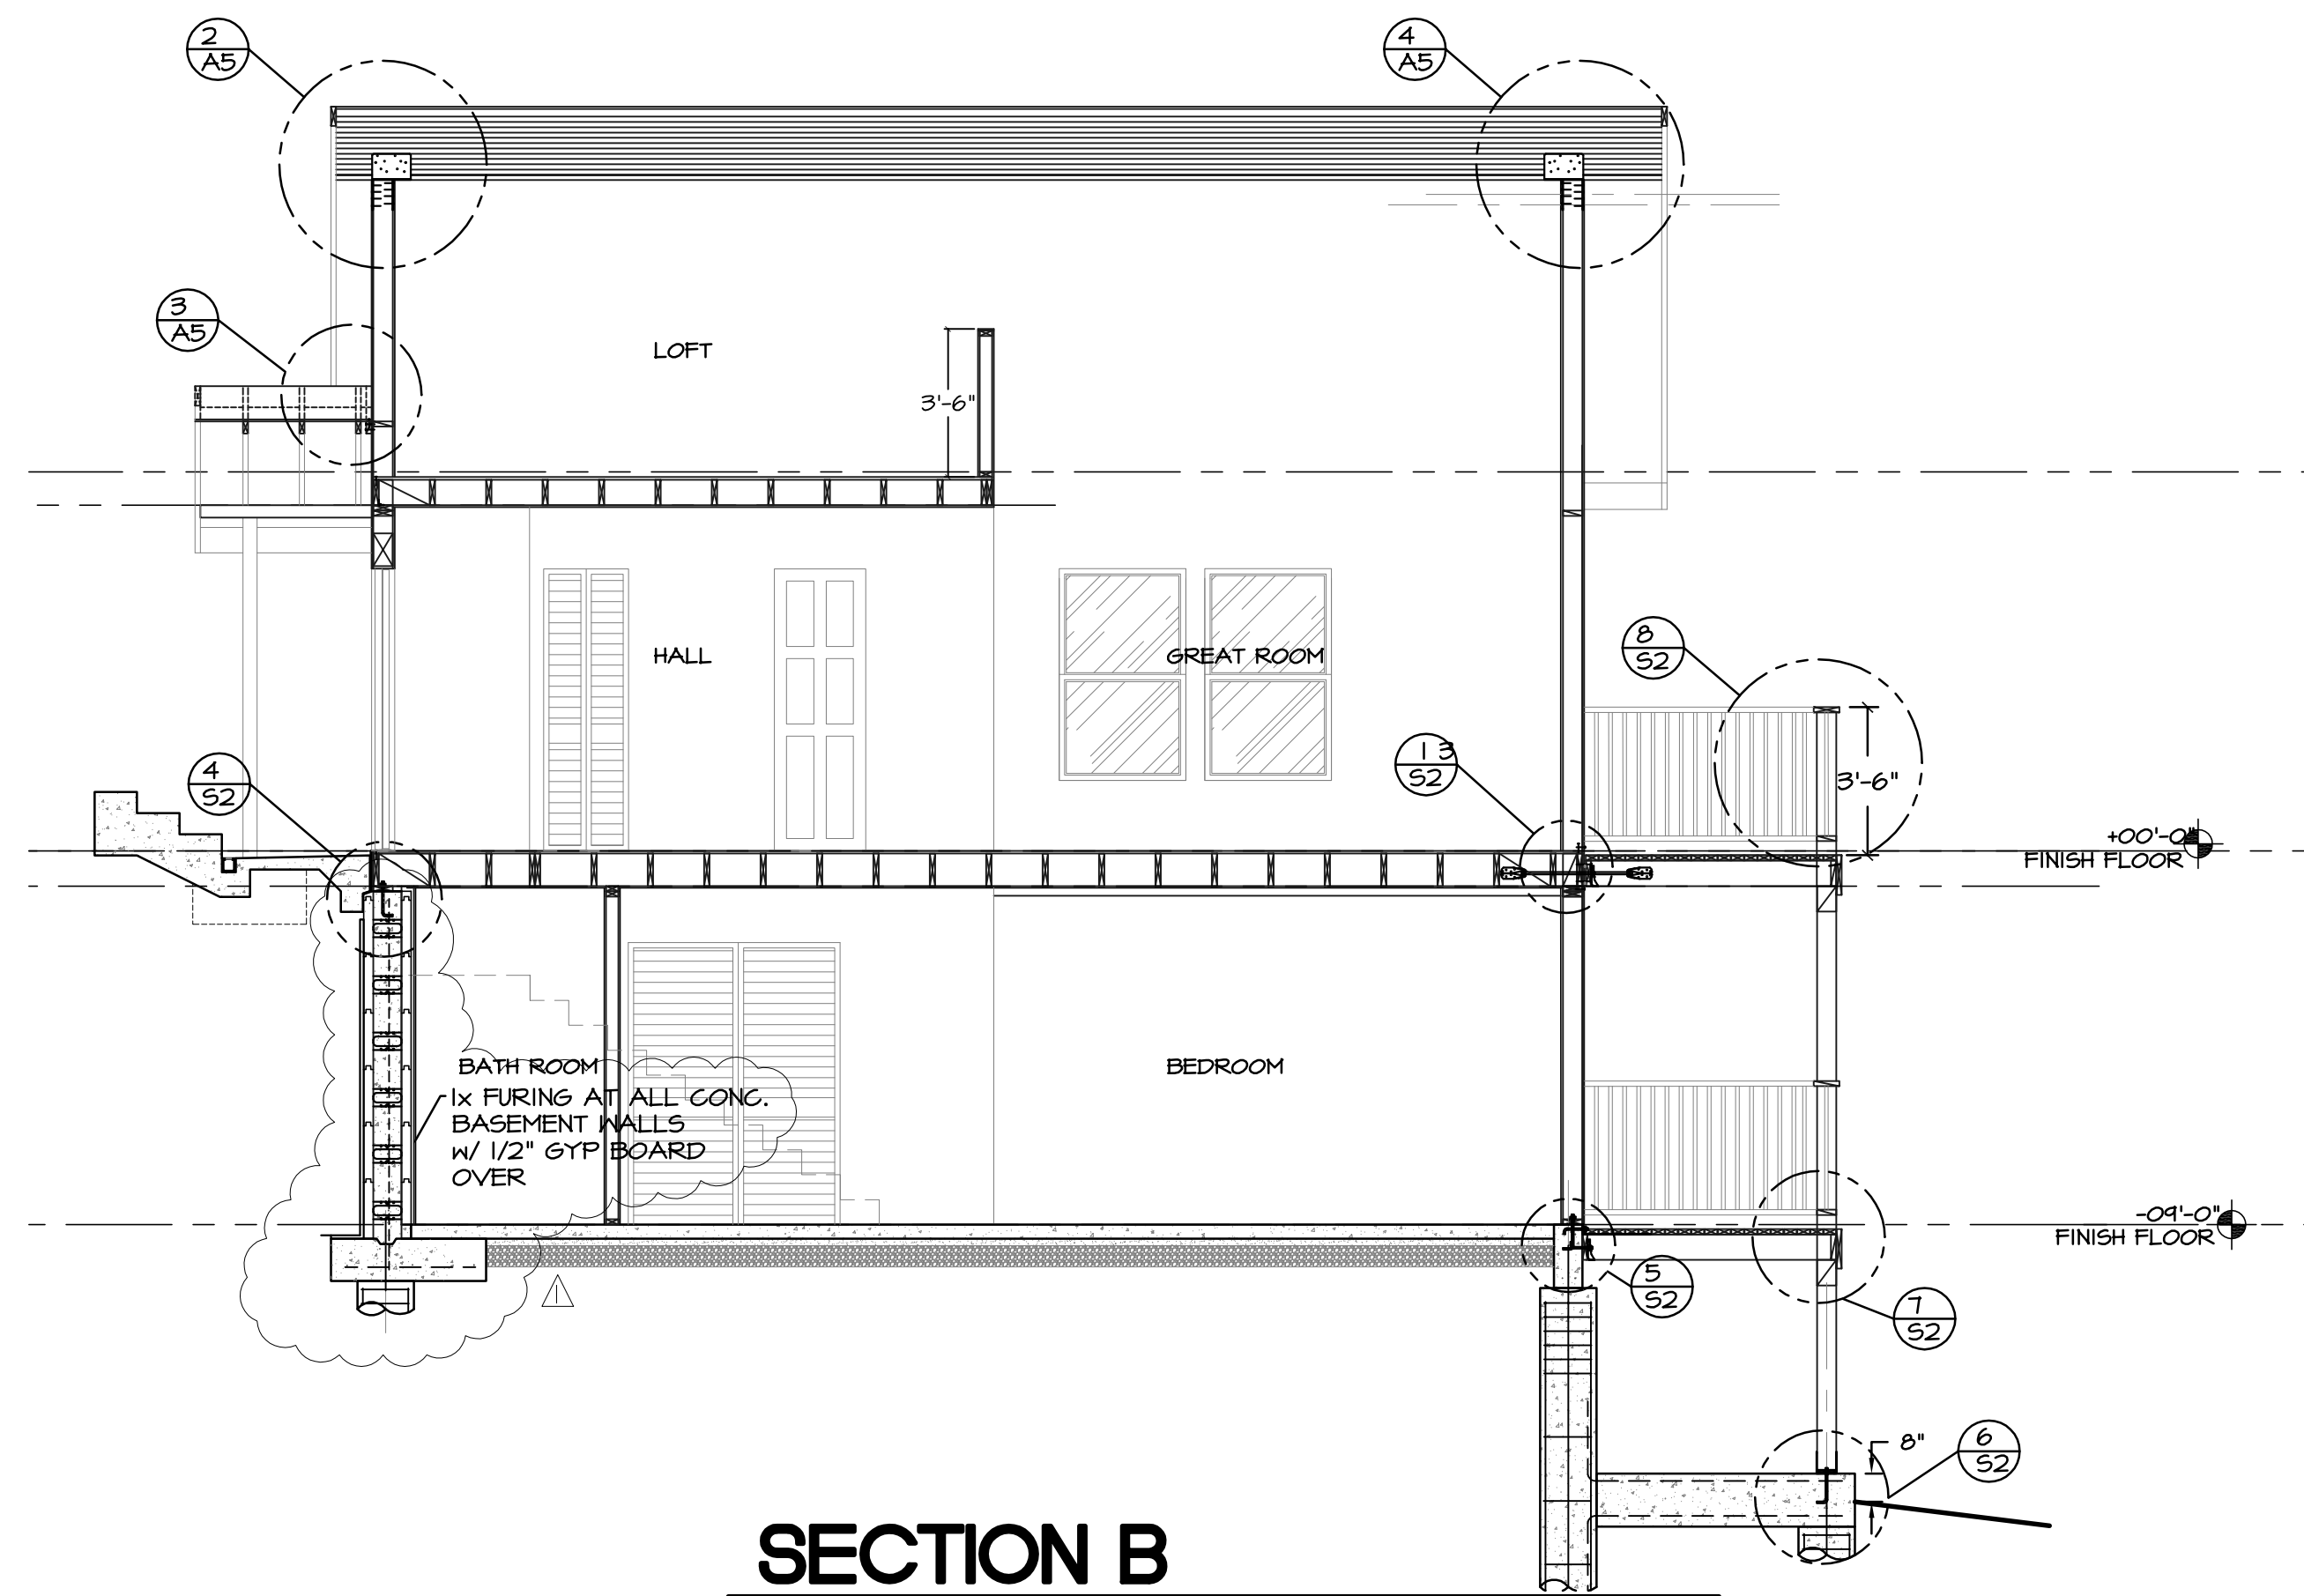 2
A5
4
A5
3
A5
LOFT
3'-6"
HALL
GREAT ROOM
8
S2
13
S2
3'-6"
4
S2
+00'-0"
FINISH FLOOR
BATH ROOM
BEDROOM
1x FURING AT ALL CONC.
BASEMENT WALLS
w/ 1/2" GYP BOARD
OVER
-09'-0"
FINISH FLOOR
5
S2
1
7
S2
8"
6
S2
SECTION B